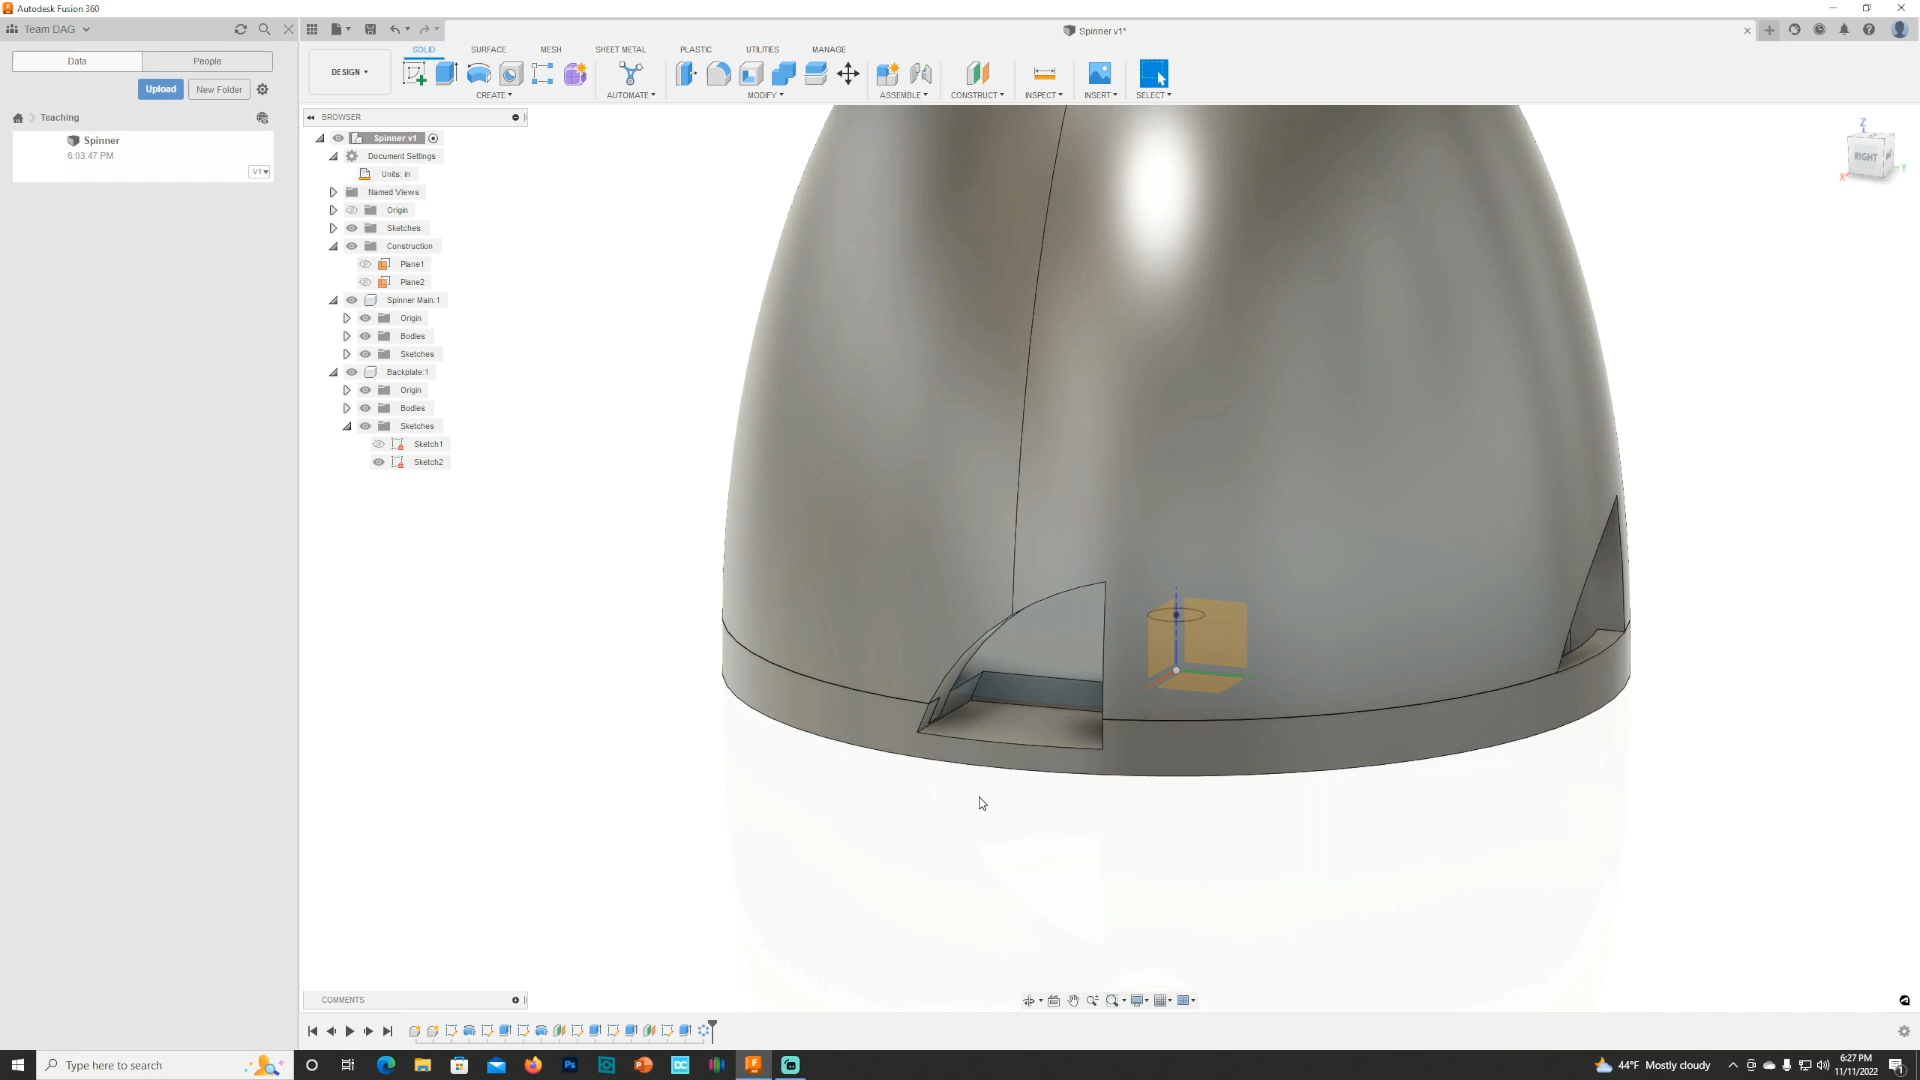 Autodesk Fusion 360
Team DAG
Spinner v1*
Data
People
Upload
New Folder
Teaching
Spinner
6:03:47 PM
V1
DESIGN
SOLID
SURFACE
MESH
SHEET METAL
PLASTIC
UTILITIES
MANAGE
CREATE
AUTOMATE
MODIFY
ASSEMBLE
CONSTRUCT
INSPECT
INSERT
SELECT
BROWSER
Spinner v1
Document Settings
Units: in
Named Views
Origin
Sketches
Construction
Plane1
Plane2
Spinner Main:1
Origin
Bodies
Sketches
Backplate:1
Origin
Bodies
Sketches
Sketch1
Sketch2
Z
RIGHT
X
Y
COMMENTS
Type here to search
44°F Mostly cloudy
6:27 PM
11/11/2022